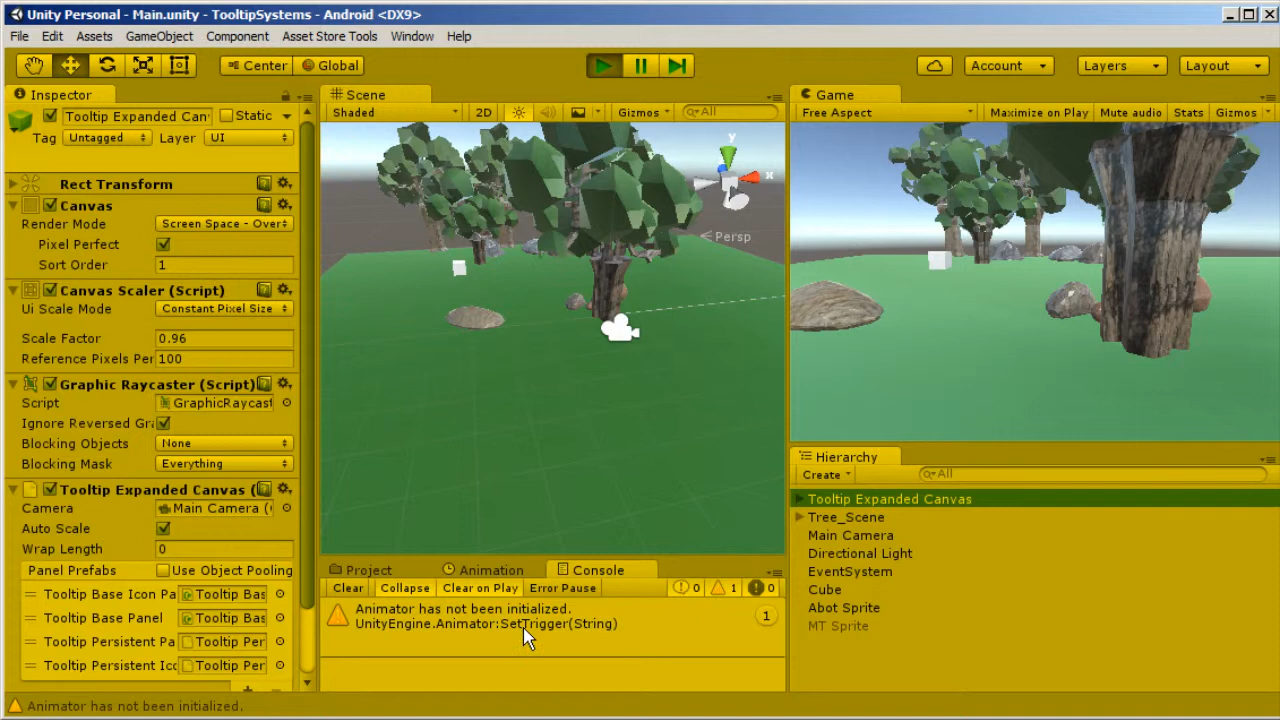 Unity Personal - Main.unity - TooltipSystems - Android <DX9>
File Edit Assets GameObject Component Asset Store Tools Window Help
Center Global Account Layers Layout
Inspector
Tooltip Expanded Can Static
Tag Untagged Layer UI
Rect Transform
Canvas
Render Mode Screen Space - Over
Pixel Perfect
Sort Order 1
Canvas Scaler (Script)
Ui Scale Mode Constant Pixel Size
Scale Factor 0.96
Reference Pixels Per 100
Graphic Raycaster (Script)
Script GraphicRaycast
Ignore Reversed Gra
Blocking Objects None
Blocking Mask Everything
Tooltip Expanded Canvas (
Camera Main Camera (
Auto Scale
Wrap Length 0
Panel Prefabs Use Object Pooling
Tooltip Base Icon Pa Tooltip Bas
Tooltip Base Panel Tooltip Bas
Tooltip Persistent Pa Tooltip Per
Tooltip Persistent Ico Tooltip Per
Scene
Shaded 2D Gizmos All
y
x
Persp
Project Animation Console
Clear Collapse Clear on Play Error Pause 0 1 0
Animator has not been initialized.
UnityEngine.Animator:SetTrigger(String)
1
Game
Free Aspect Maximize on Play Mute audio Stats Gizmos
Hierarchy
Create All
Tooltip Expanded Canvas
Tree_Scene
Main Camera
Directional Light
EventSystem
Cube
Abot Sprite
MT Sprite
Animator has not been initialized.